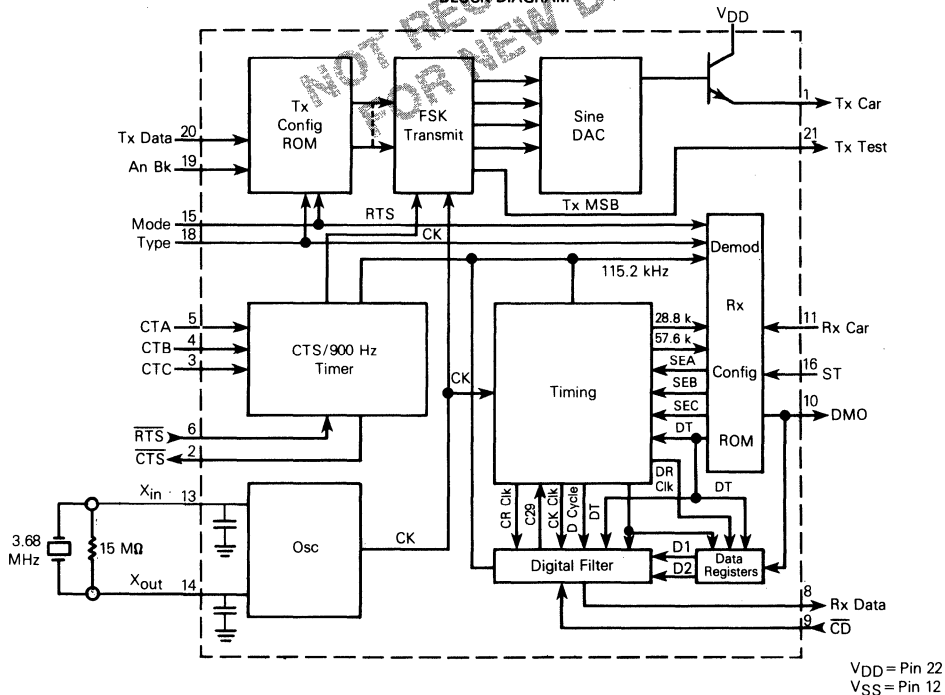 BLOCK DIAGRAM
NOT REC
FOR NEW D
VDD
Tx
Config
ROM
FSK
Transmit
Sine
DAC
1 Tx Car
21 Tx Test
Tx Data 20
An Bk 19
Tx MSB
Mode 15
Type 18
RTS
CK
115.2 kHz
Demod
Rx
Config
ROM
CTA 5
CTB 4
CTC 3
CTS/900 Hz
Timer
CK
Timing
28.8 k
57.6 k
SEA
SEB
SEC
DT
11 Rx Car
16 ST
10 DMO
RTS 6
CTS 2
DR
Clk
DT
CR Clk
C29
CK Clk
D Cycle
DT
Xin 13
3.68
MHz
15 MΩ
Xout 14
Osc
CK
Digital Filter
D1
D2
Data
Registers
8 Rx Data
9 CD
VDD = Pin 22
VSS = Pin 12